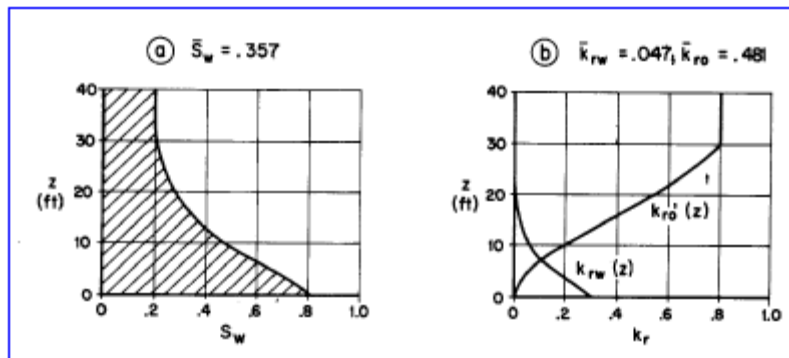 ⓐ S̄w = .357
40
30
z
(ft) 20
10
0
0 .2 .4 .6 .8 1.0
Sw
ⓑ k̄rw = .047, k̄ro = .481
40
30
z
(ft) 20
10
0
kro (z)
krw (z)
0 .2 .4 .6 .8 1.0
kr